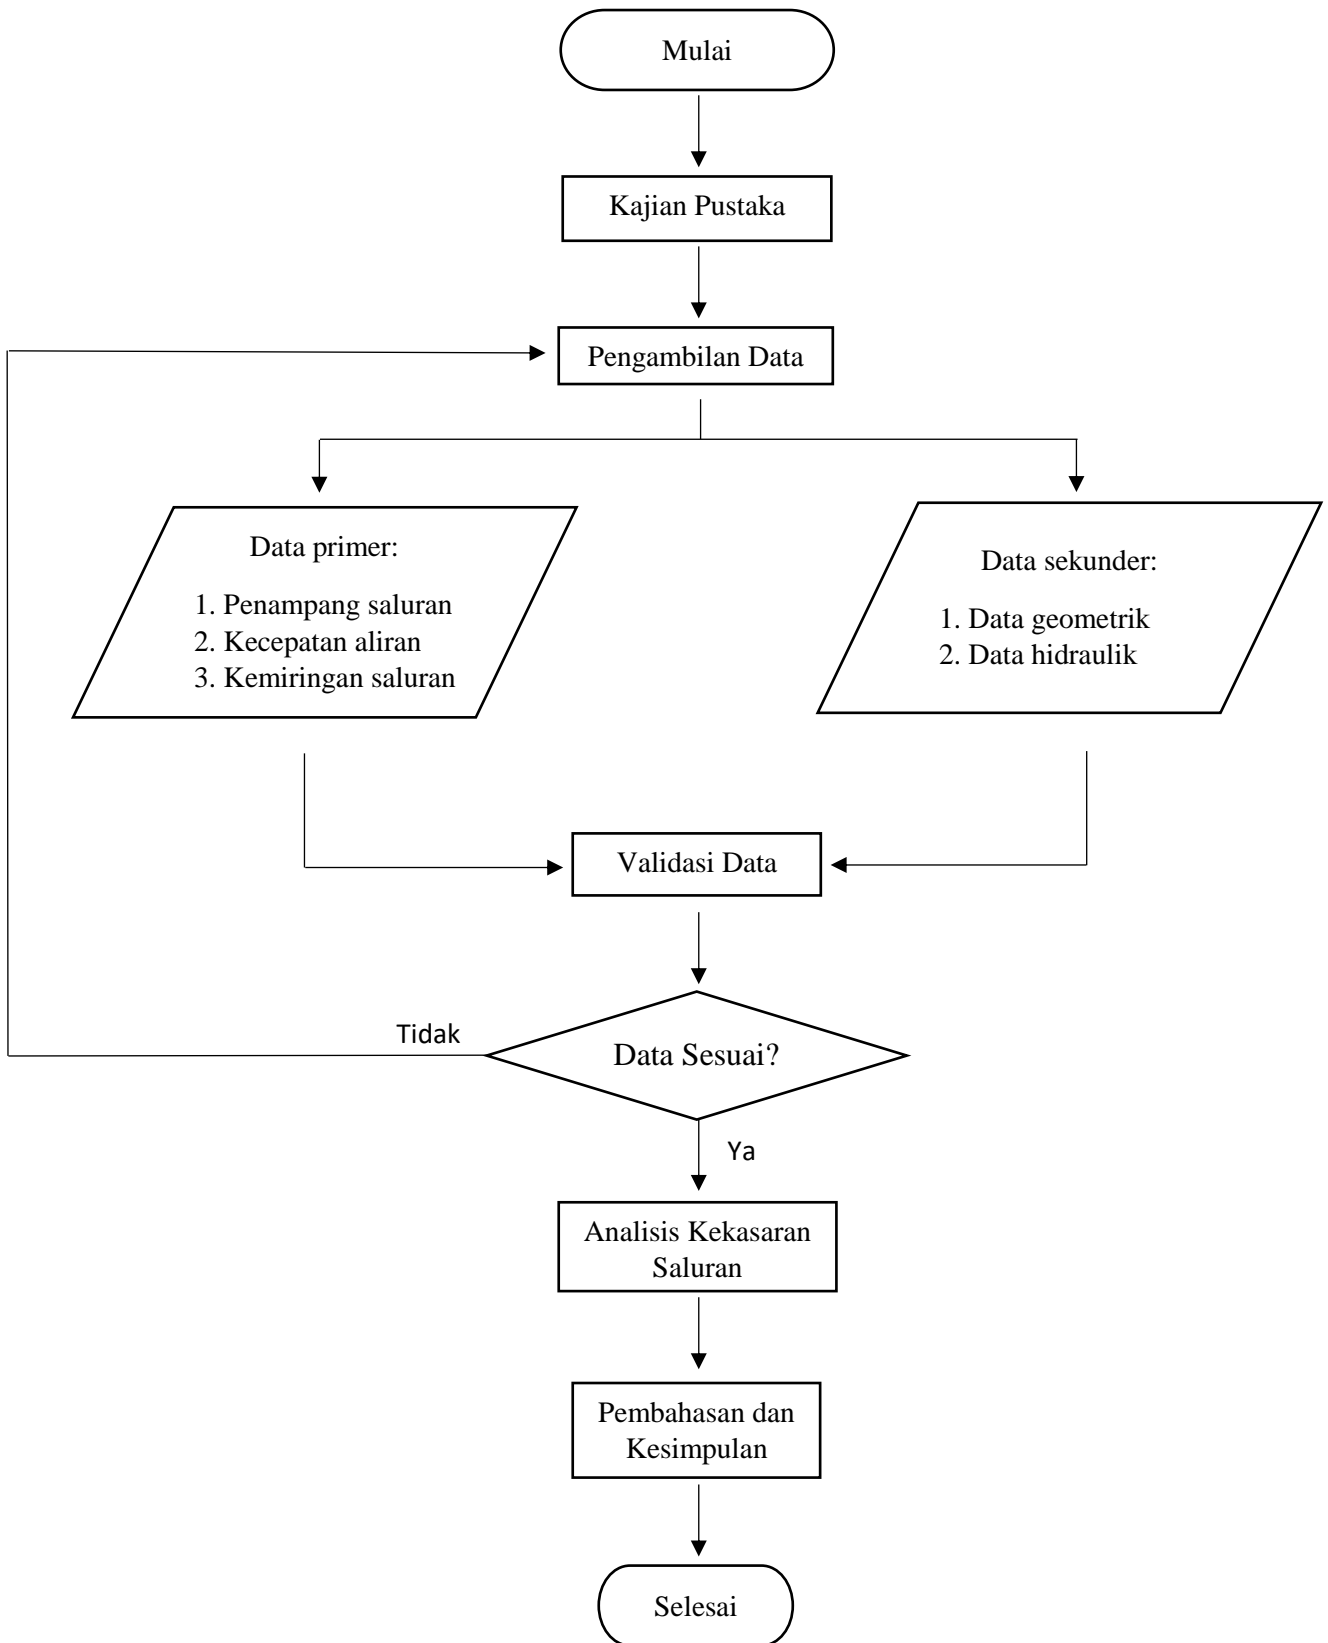 Mulai
Kajian Pustaka
Pengambilan Data
Data primer:
1. Penampang saluran
2. Kecepatan aliran
3. Kemiringan saluran
Data sekunder:
1. Data geometrik
2. Data hidraulik
Validasi Data
Tidak
Data Sesuai?
Ya
Analisis Kekasaran
Saluran
Pembahasan dan
Kesimpulan
Selesai